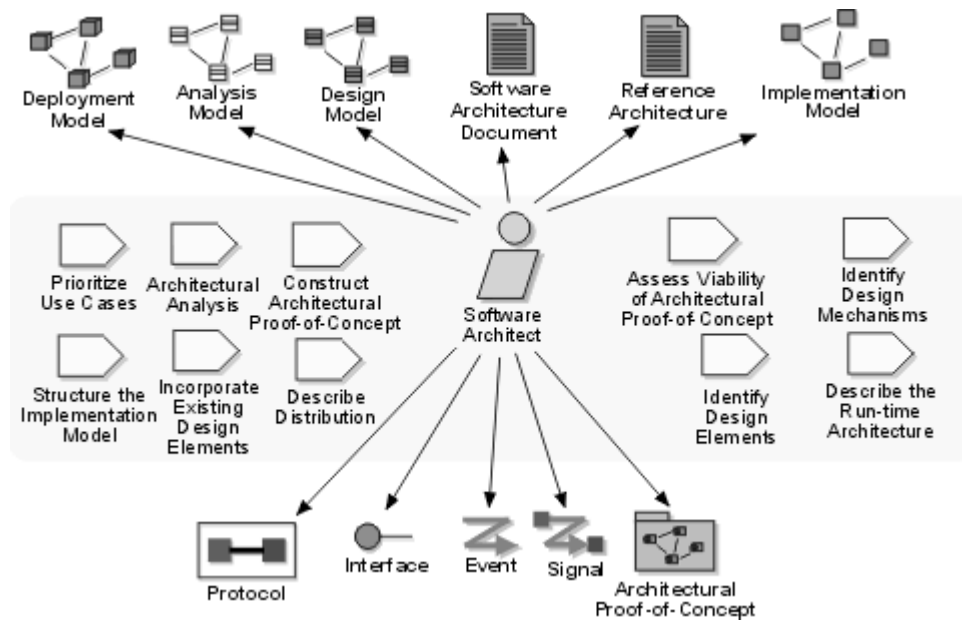 Deployment
Model
Analysis
Model
Design
Model
Software
Architecture
Document
Reference
Architecture
Implementation
Model
Prioritize
Use Cases
Architectural
Analysis
Construct
Architectural
Proof-of-Concept
Software
Architect
Assess Viability
of Architectural
Proof-of-Concept
Identify
Design
Mechanisms
Structure the
Implementation
Model
Incorporate
Existing
Design
Elements
Describe
Distribution
Identify
Design
Elements
Describe the
Run-time
Architecture
Protocol
Interface
Event
Signal
Architectural
Proof-of-Concept